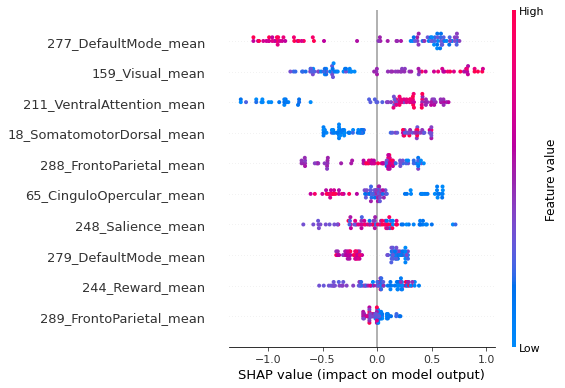 High
277_DefaultMode_mean
159_Visual_mean
211_VentralAttention_mean
18_SomatomotorDorsal_mean
288_FrontoParietal_mean
65_CinguloOpercular_mean
248_Salience_mean
279_DefaultMode_mean
244_Reward_mean
289_FrontoParietal_mean
Feature value
Low
−1.0 −0.5 0.0 0.5 1.0
SHAP value (impact on model output)